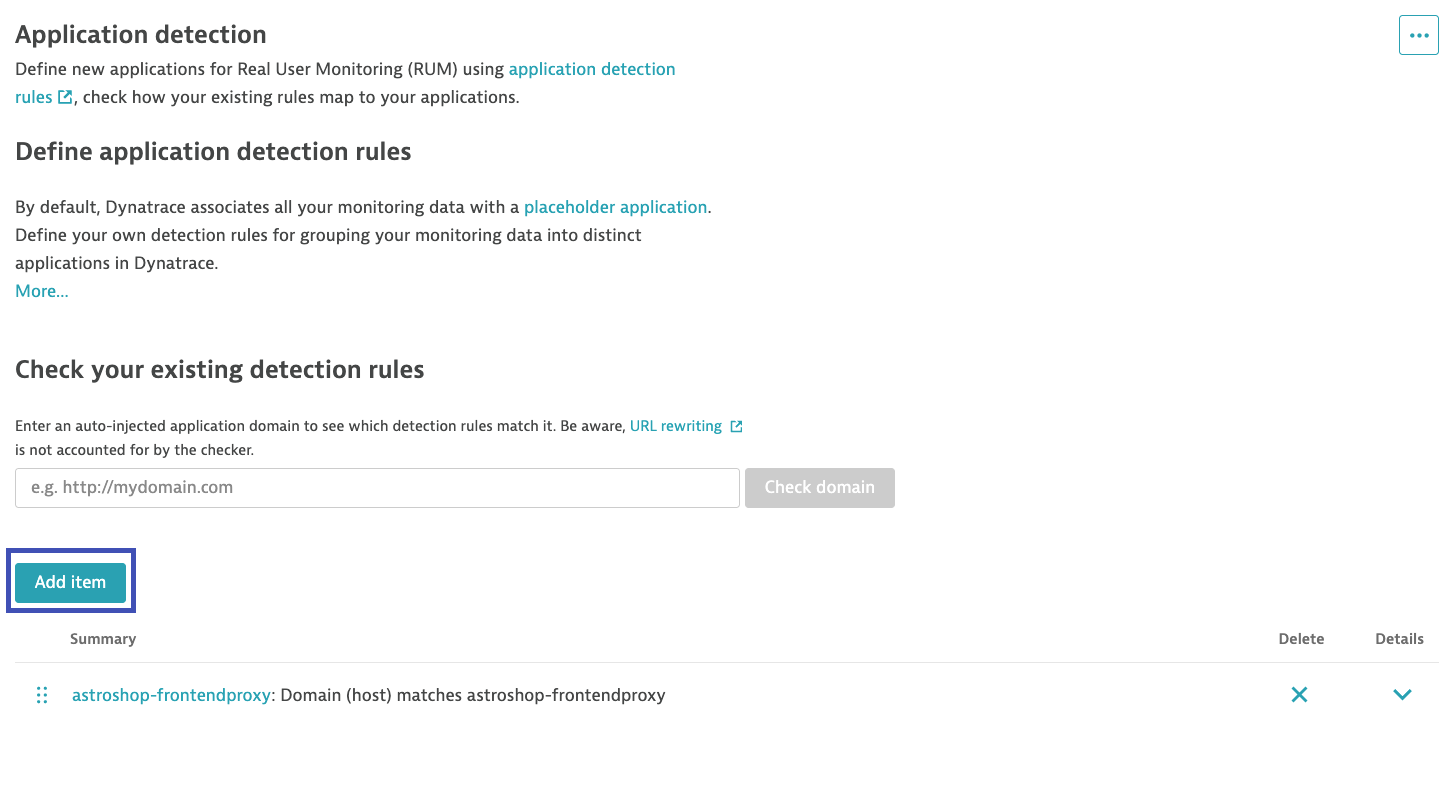 Application detection
Define new applications for Real User Monitoring (RUM) using application detection
rules, check how your existing rules map to your applications.
Define application detection rules
By default, Dynatrace associates all your monitoring data with a placeholder application.
Define your own detection rules for grouping your monitoring data into distinct
applications in Dynatrace.
More...
Check your existing detection rules
Enter an auto-injected application domain to see which detection rules match it. Be aware, URL rewriting
is not accounted for by the checker.
e.g. http://mydomain.com Check domain
Add item
Summary Delete Details
astroshop-frontendproxy: Domain (host) matches astroshop-frontendproxy